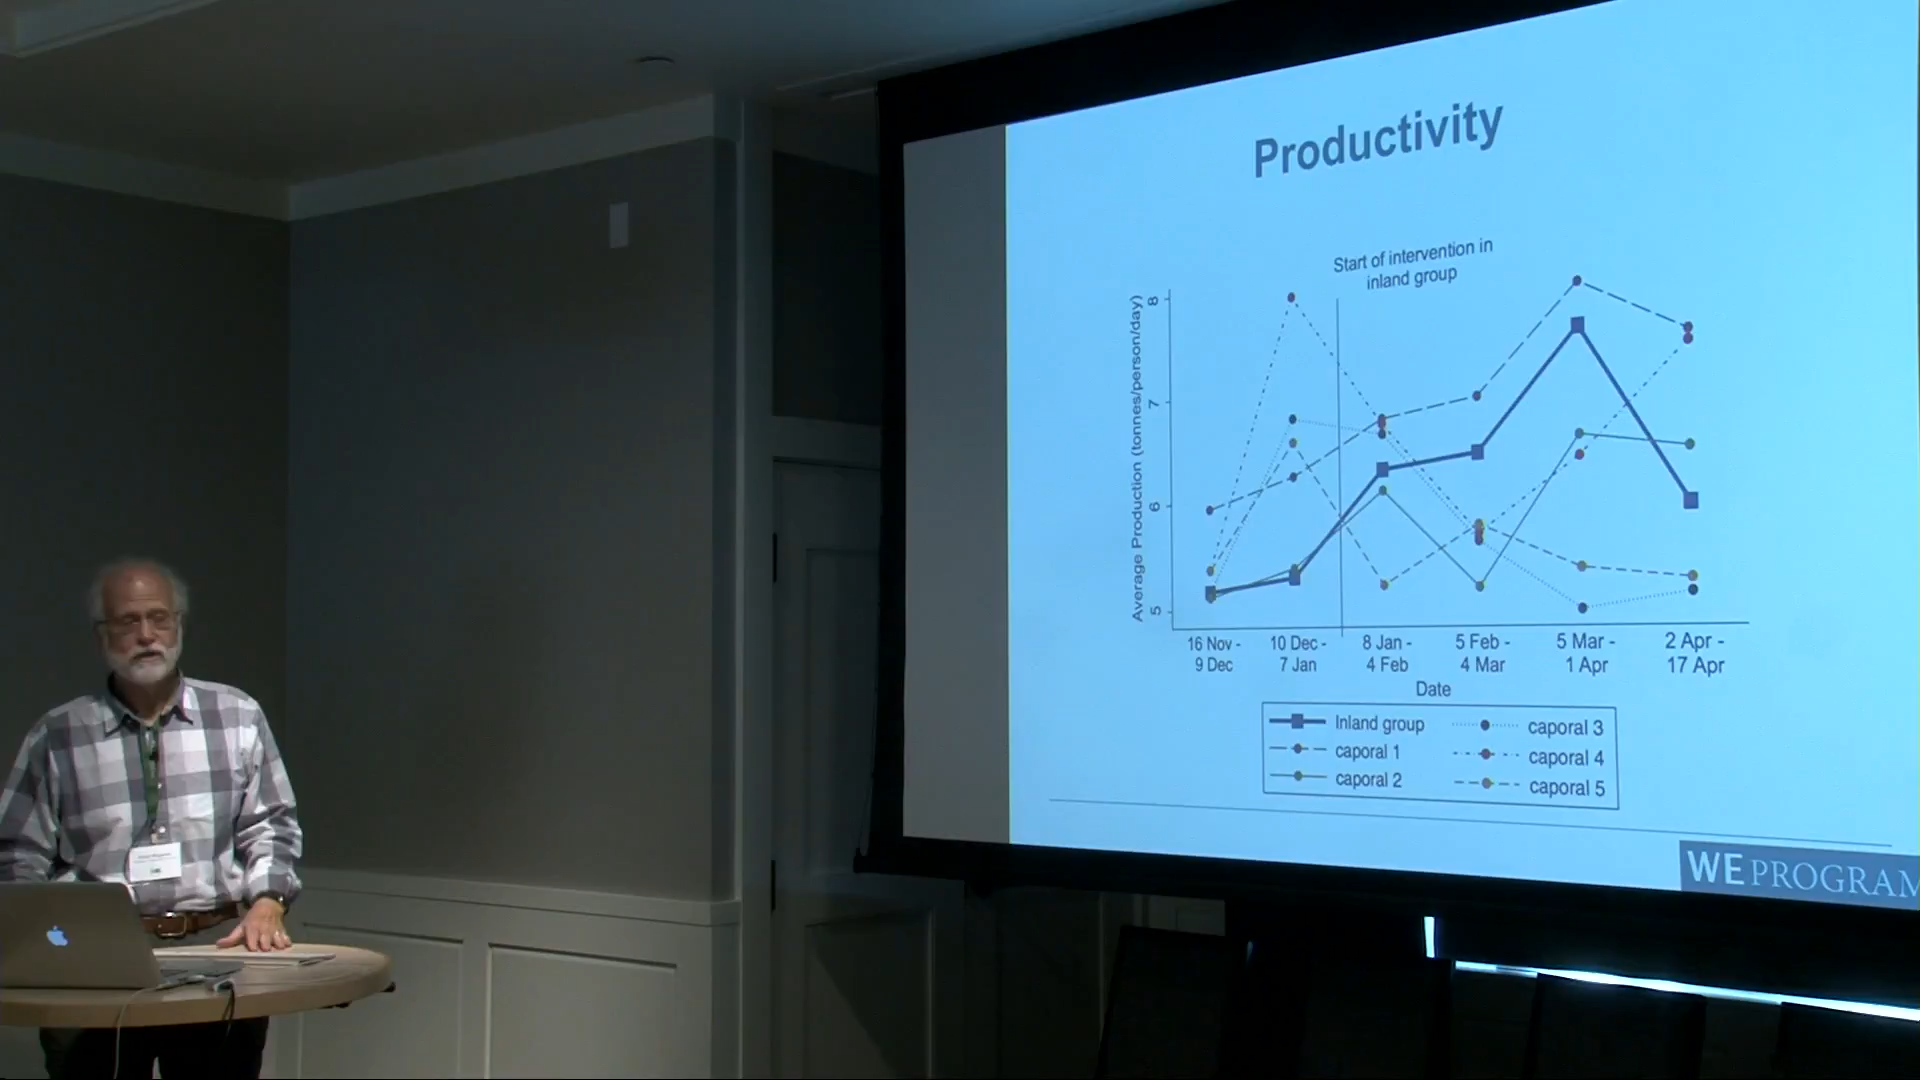 Productivity
Start of intervention in
inland group
Average Production (tonnes/person/day)
8
7
6
5
16 Nov -
9 Dec
10 Dec -
7 Jan
8 Jan -
4 Feb
5 Feb -
4 Mar
5 Mar -
1 Apr
2 Apr -
17 Apr
Date
Inland group
caporal 1
caporal 2
caporal 3
caporal 4
caporal 5
WE PROGRAM